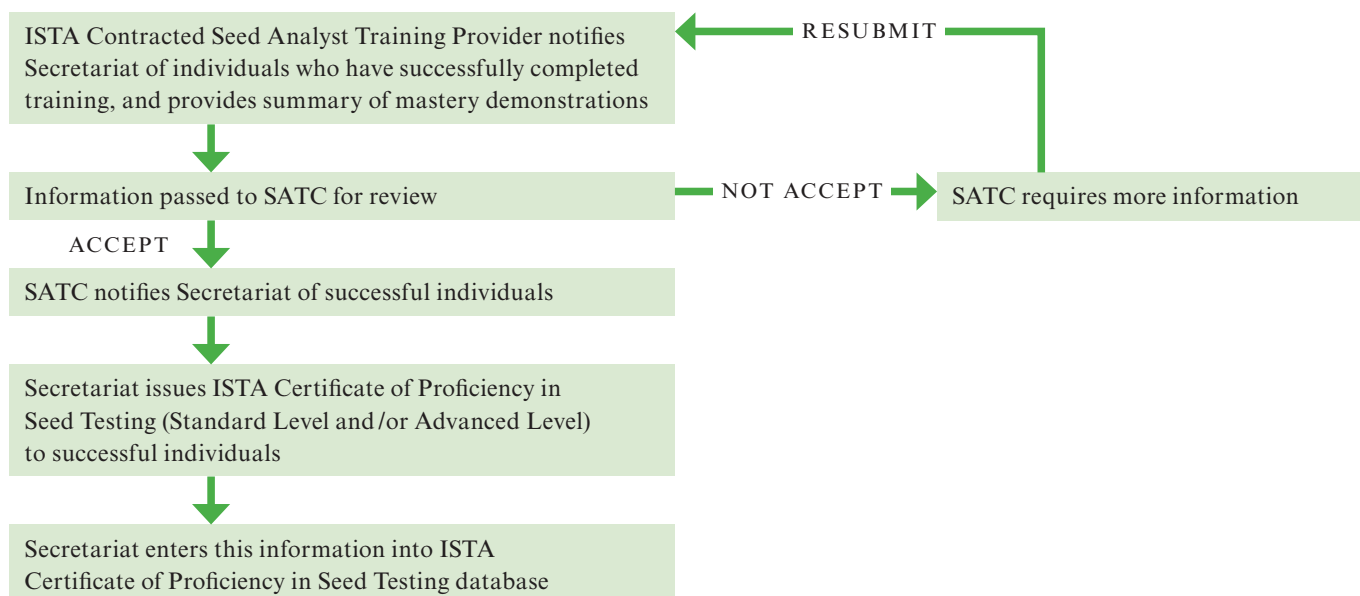 ISTA Contracted Seed Analyst Training Provider notifies
Secretariat of individuals who have successfully completed
training, and provides summary of mastery demonstrations
RESUBMIT
Information passed to SATC for review
NOT ACCEPT
SATC requires more information
ACCEPT
SATC notifies Secretariat of successful individuals
Secretariat issues ISTA Certificate of Proficiency in
Seed Testing (Standard Level and/or Advanced Level)
to successful individuals
Secretariat enters this information into ISTA
Certificate of Proficiency in Seed Testing database